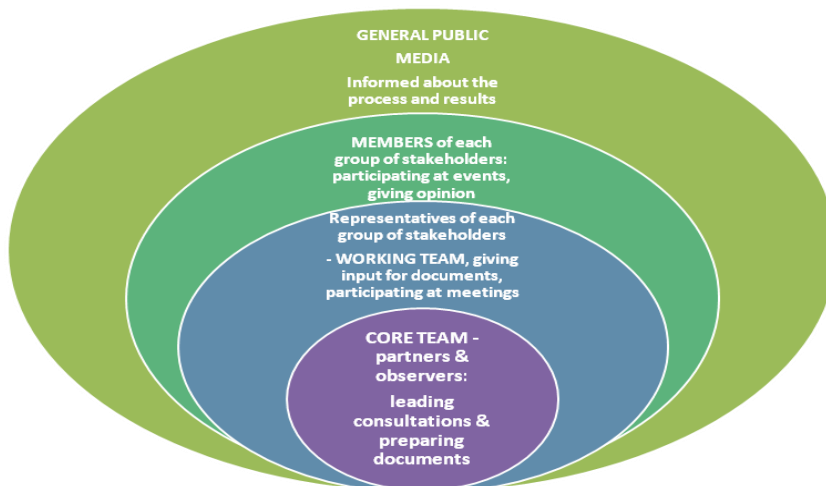 GENERAL PUBLIC
MEDIA
Informed about the
process and results
MEMBERS of each
group of stakeholders:
participating at events,
giving opinion
Representatives of each
group of stakeholders
- WORKING TEAM, giving
input for documents,
participating at meetings
CORE TEAM -
partners &
observers:
leading
consultations &
preparing
documents